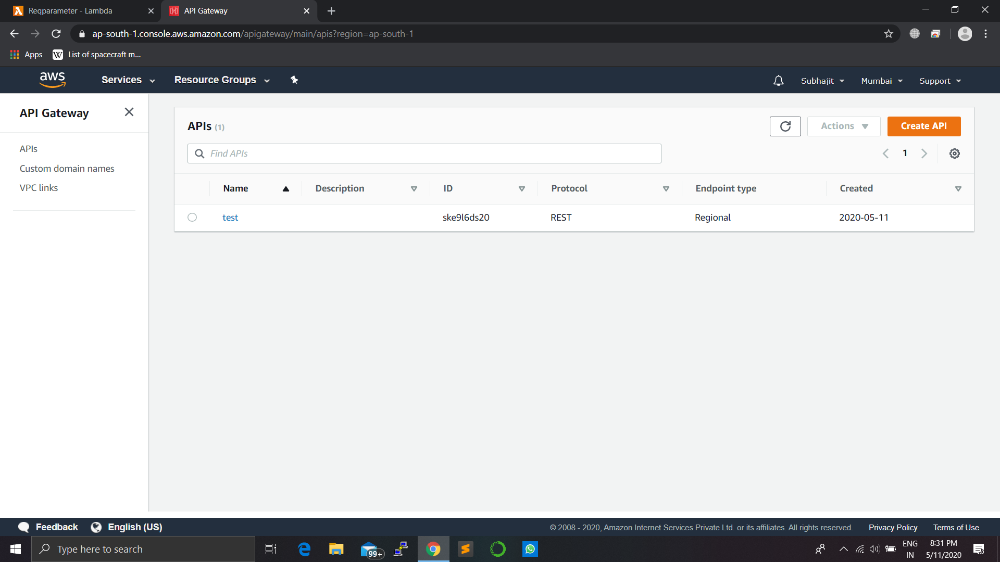 Reqparameter - Lambda
API Gateway
ap-south-1.console.aws.amazon.com/apigateway/main/apis?region=ap-south-1
Apps
W List of spacecraft m...
aws Services Resource Groups Subhajit Mumbai Support
API Gateway
APIs
Custom domain names
VPC links
APIs (1)
Actions
Create API
Find APIs
1
Name Description ID Protocol Endpoint type Created
test ske9l6ds20 REST Regional 2020-05-11
Feedback English (US) © 2008 - 2020, Amazon Internet Services Private Ltd. or its affiliates. All rights reserved. Privacy Policy Terms of Use
Type here to search
99+
ENG
IN
8:31 PM
5/11/2020